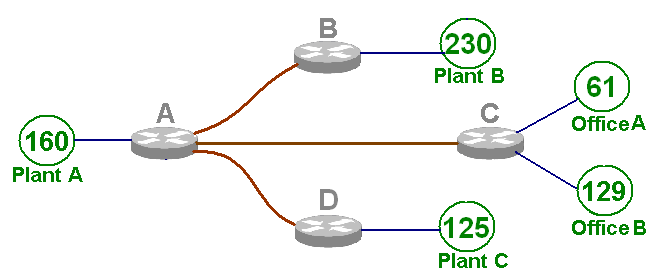 B
230
Plant B
A
160
Plant A
C
61
Office A
129
Office B
D
125
Plant C